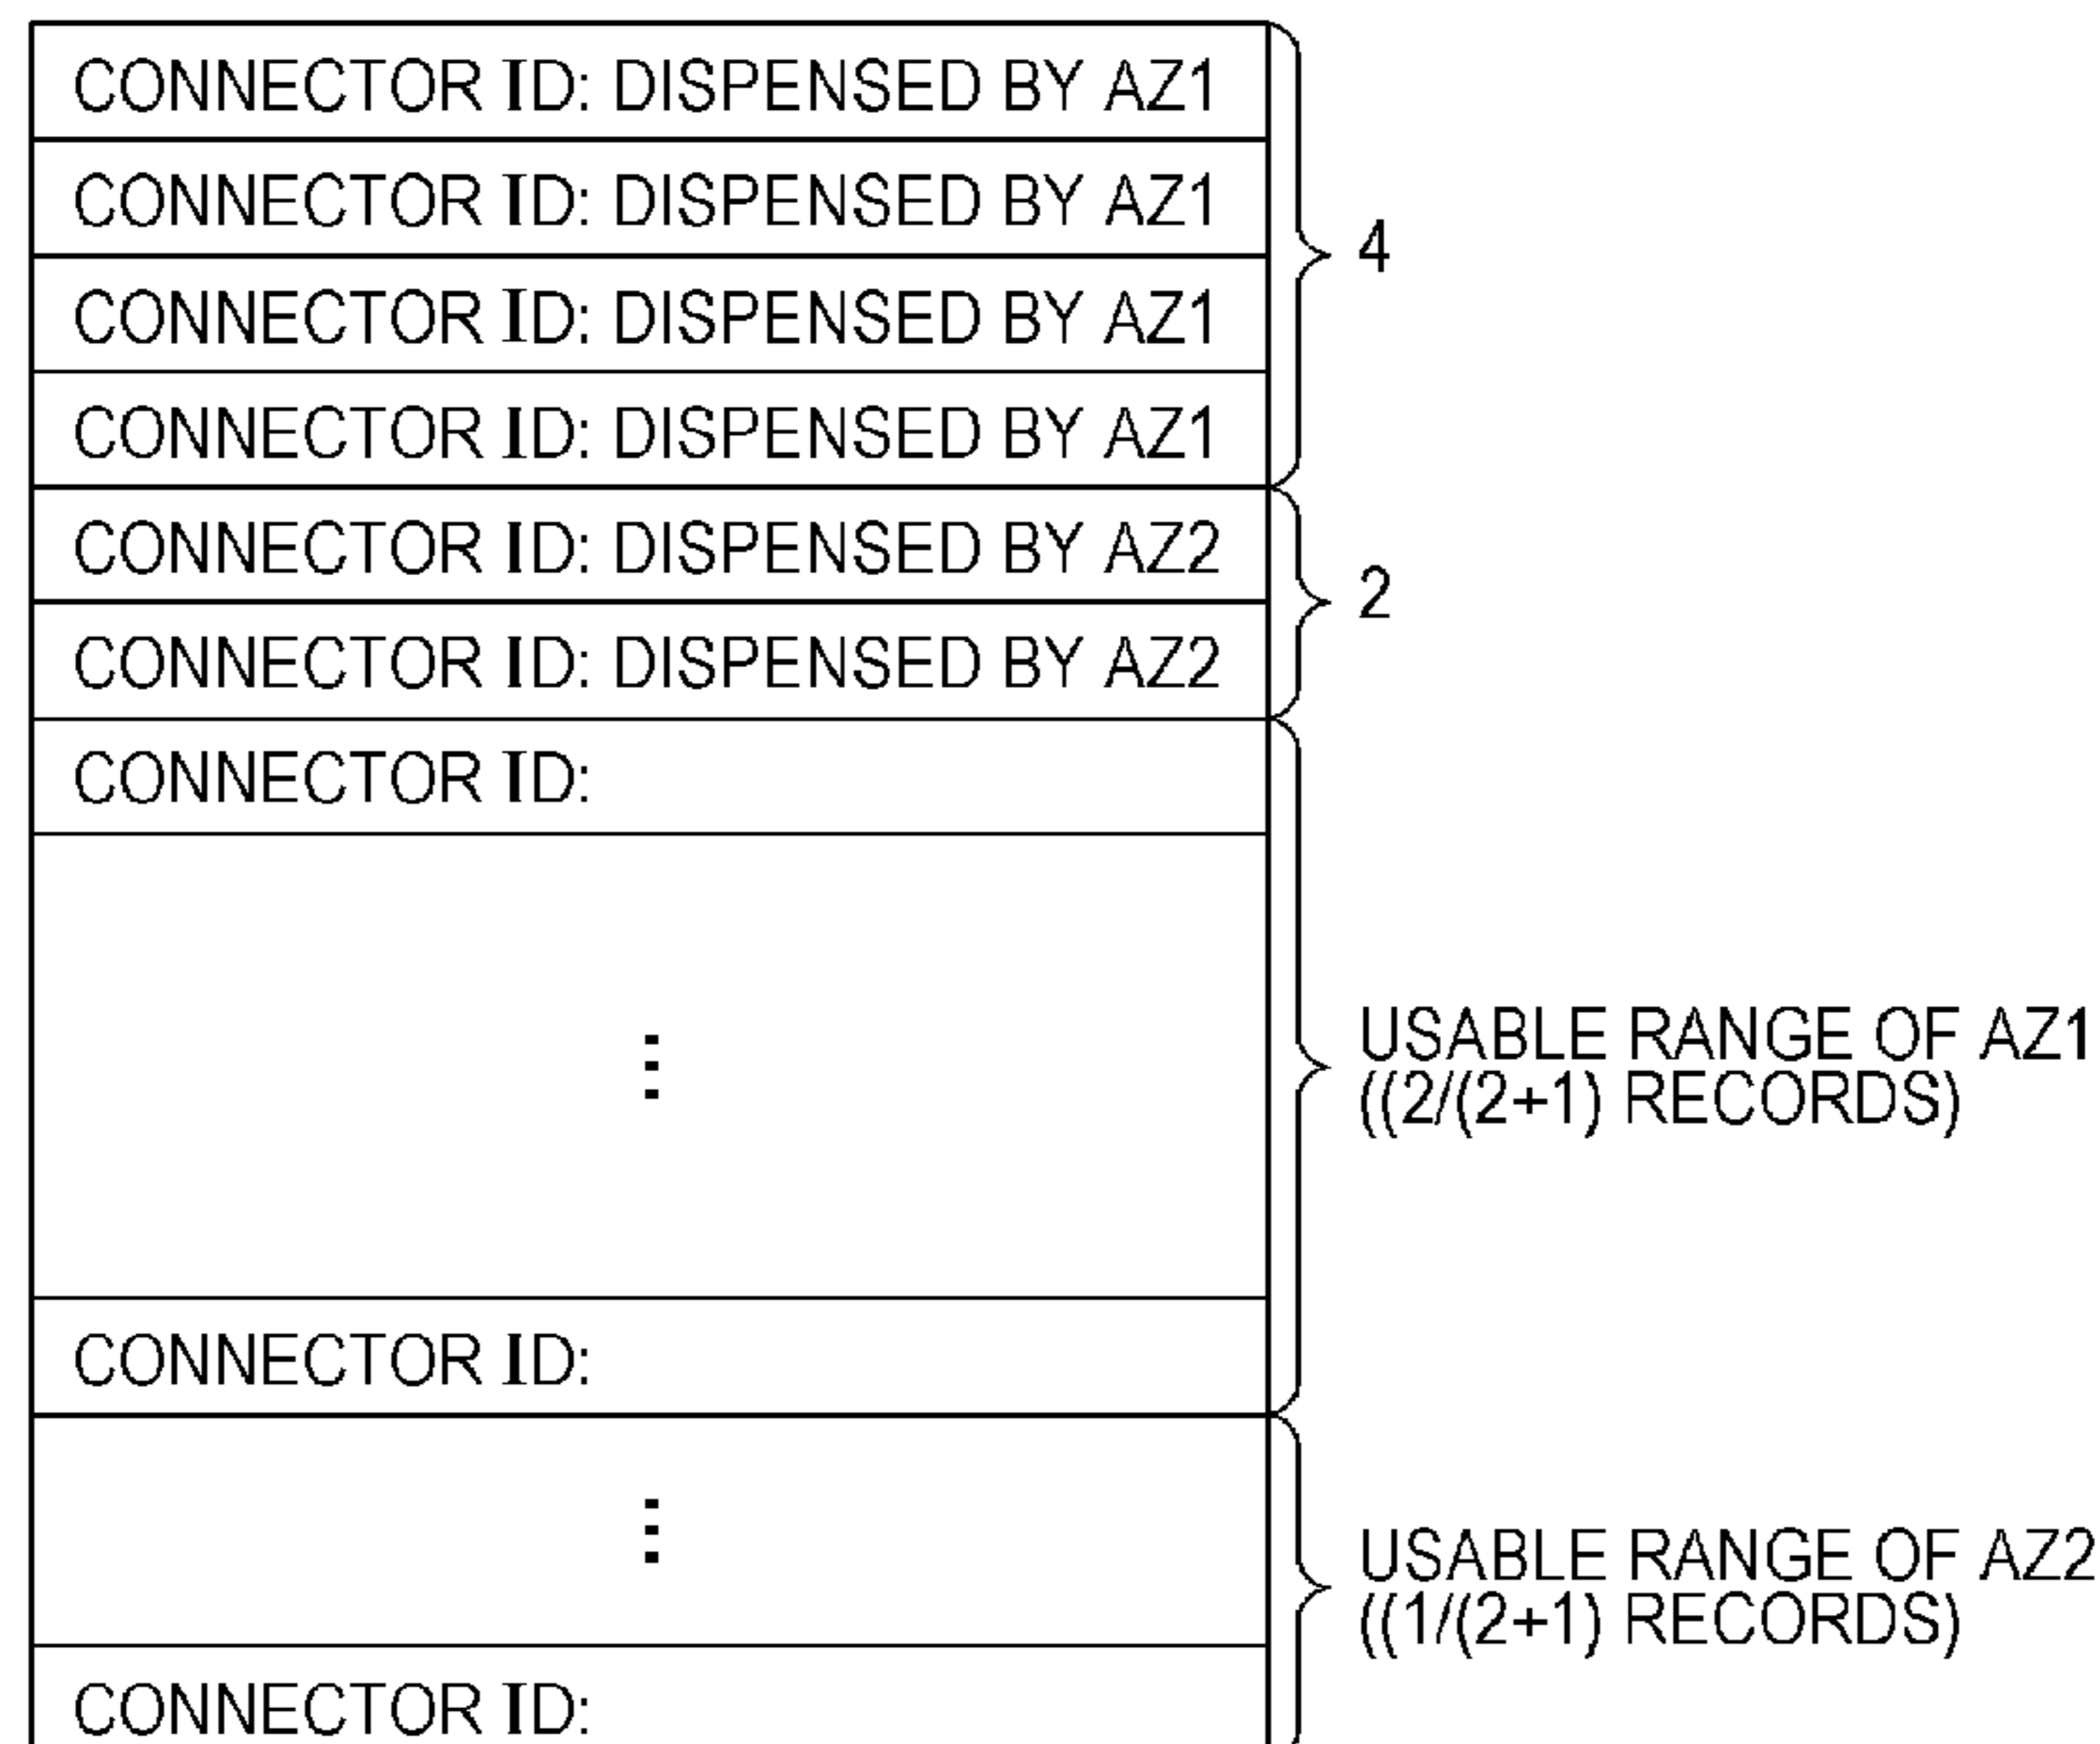 CONNECTOR ID: DISPENSED BY AZ1
CONNECTOR ID: DISPENSED BY AZ1
CONNECTOR ID: DISPENSED BY AZ1
CONNECTOR ID: DISPENSED BY AZ1
4
CONNECTOR ID: DISPENSED BY AZ2
CONNECTOR ID: DISPENSED BY AZ2
2
CONNECTOR ID:
⋮
CONNECTOR ID:
USABLE RANGE OF AZ1
((2/(2+1) RECORDS)
⋮
CONNECTOR ID:
USABLE RANGE OF AZ2
((1/(2+1) RECORDS)